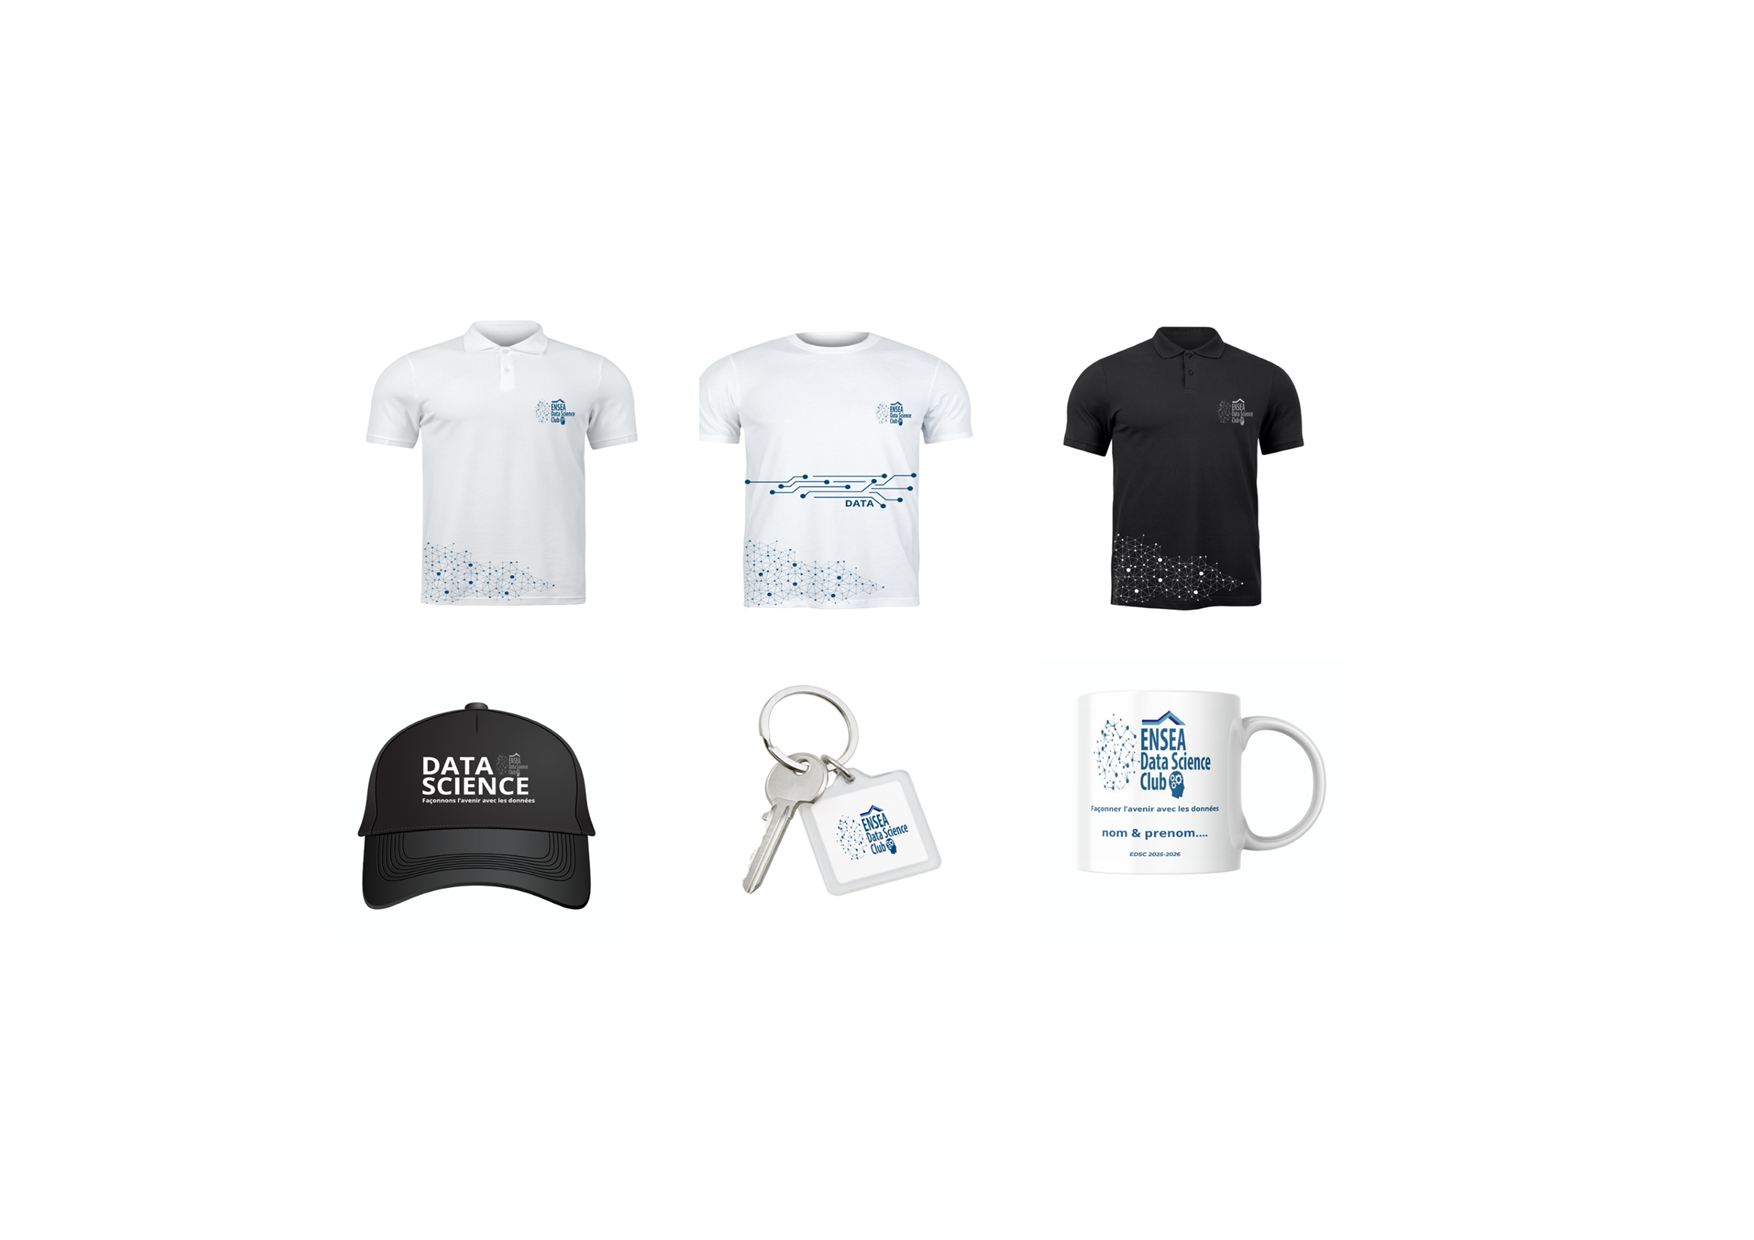 ENSEA
Data Science
Club
ENSEA
Data Science
Club
DATA
ENSEA
Data Science
Club
DATA
SCIENCE
ENSEA
Data Science
Club
Façonnons l'avenir avec les données
ENSEA
Data Science
Club
ENSEA
Data Science
Club
Façonner l'avenir avec les données
nom & prenom....
EDSC 2025-2026